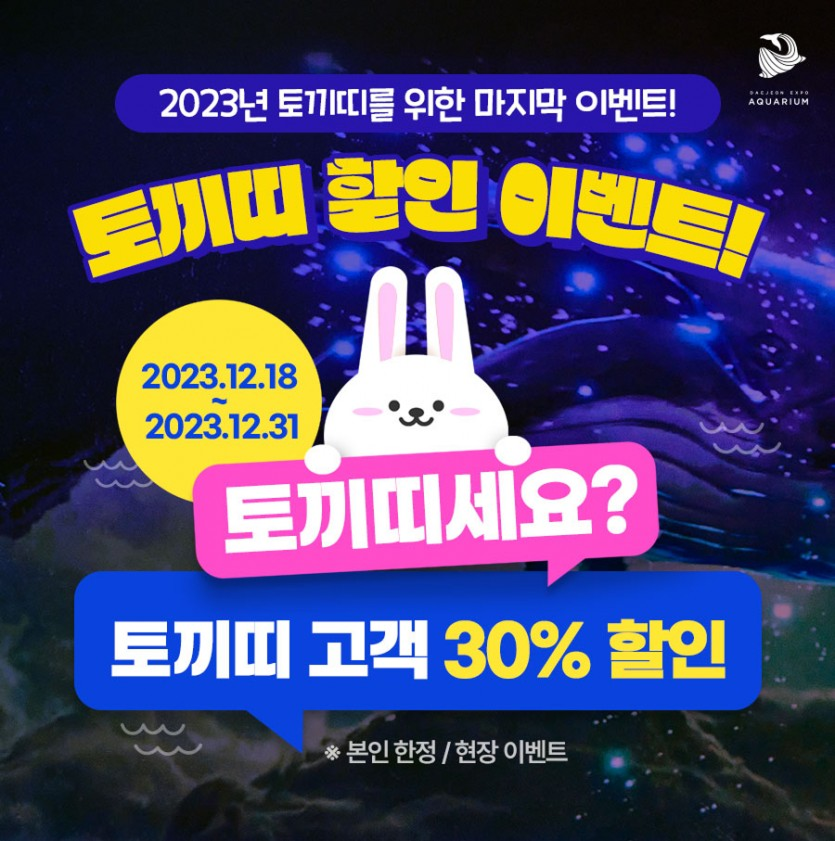 DAEJEON EXPO
AQUARIUM
2023년 토끼띠를 위한 마지막 이벤트!
토끼띠 할인 이벤트!
2023.12.18
~
2023.12.31
토끼띠세요?
토끼띠 고객 30% 할인
※ 본인 한정 / 현장 이벤트